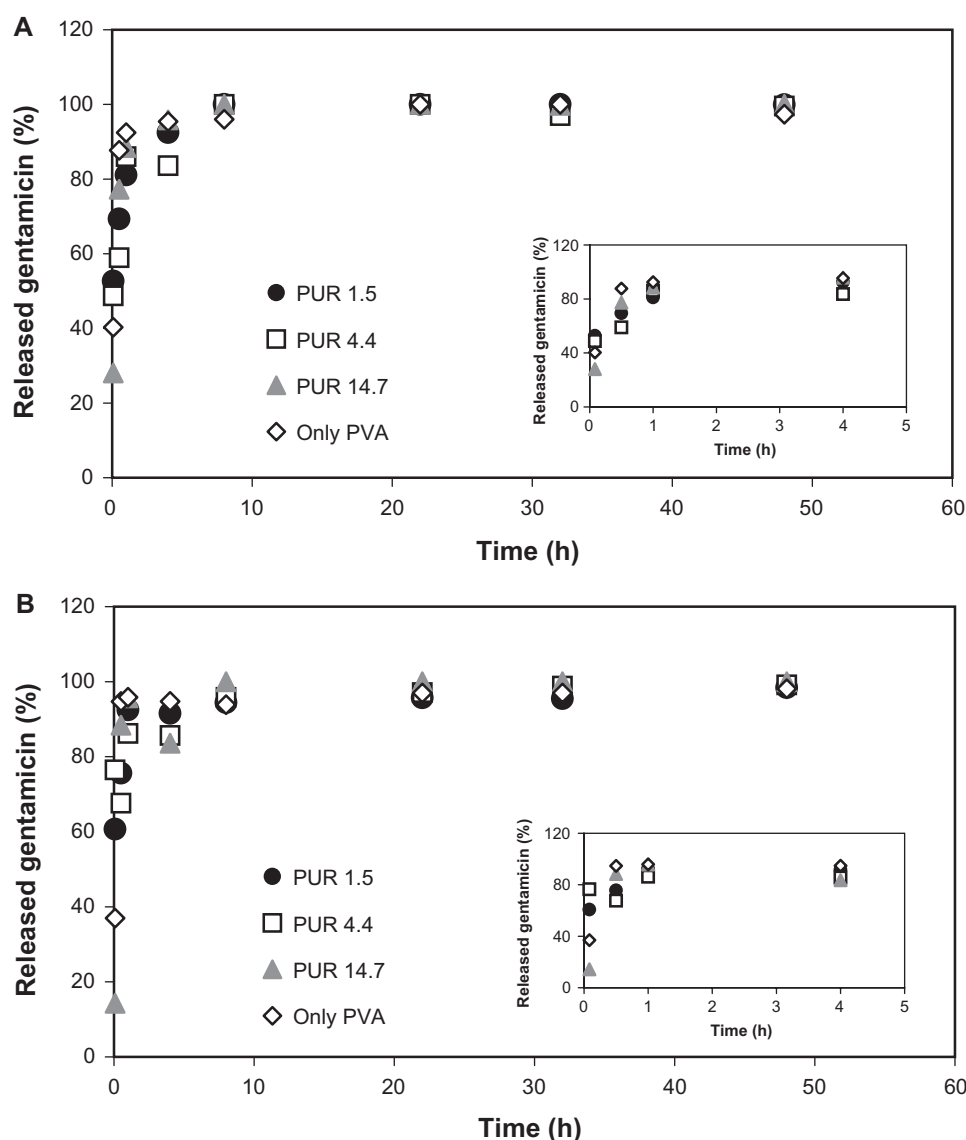 A
120
100
80
60
40
20
0
Released gentamicin (%)
PUR 1.5
PUR 4.4
PUR 14.7
Only PVA
120
80
40
0
Released gentamicin (%)
0 1 2 3 4 5
Time (h)
0 10 20 30 40 50 60
Time (h)
B
120
100
80
60
40
20
0
Released gentamicin (%)
PUR 1.5
PUR 4.4
PUR 14.7
Only PVA
120
80
40
0
Released gentamicin (%)
0 1 2 3 4 5
Time (h)
0 10 20 30 40 50 60
Time (h)